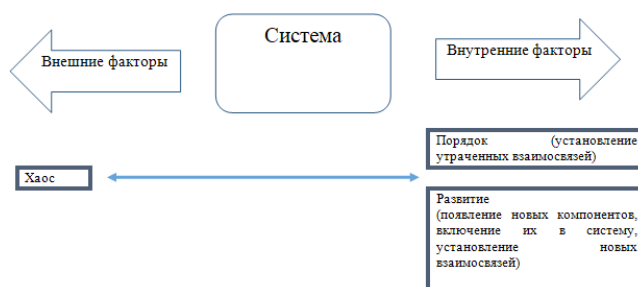 Система
Внешние факторы
Внутренние факторы
Порядок (установление
утраченных взаимосвязей)
Хаос
Развитие
(появление новых компонентов,
включение их в систему,
установление новых
взаимосвязей)